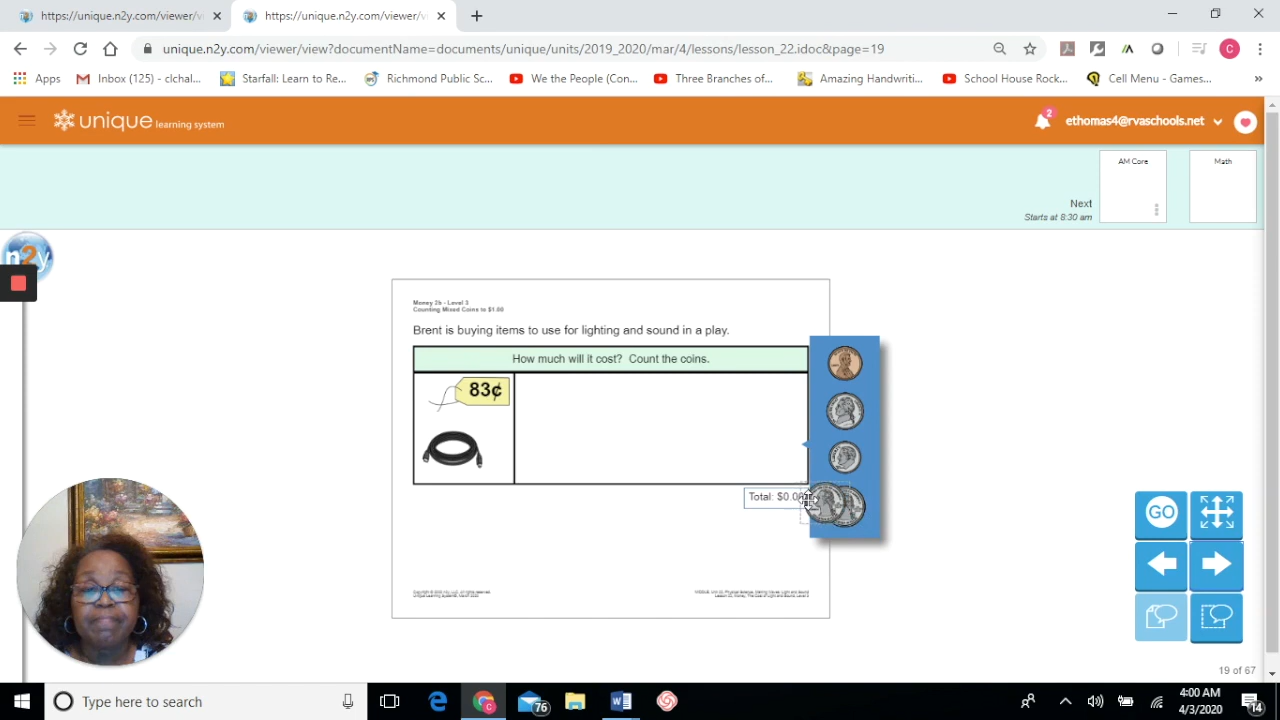 https://unique.n2y.com/viewer/vi
https://unique.n2y.com/viewer/vi
unique.n2y.com/viewer/view?documentName=documents/unique/units/2019_2020/mar/4/lessons/lesson_22.idoc&page=19
C
Apps
Inbox (125) - clchal...
Starfall: Learn to Re...
Richmond Public Sc...
We the People (Con...
Three Branches of...
Amazing Handwriti...
School House Rock...
Cell Menu - Games...
»
unique learning system
2
ethomas4@rvaschools.net
AM Core
Math
Next
Starts at 8:30 am
n2y
Money 2b - Level 3
Counting Mixed Coins to $1.00
Brent is buying items to use for lighting and sound in a play.
How much will it cost? Count the coins.
83¢
Total: $0.0
GO
19 of 67
Type here to search
76
4:00 AM
4/3/2020
14